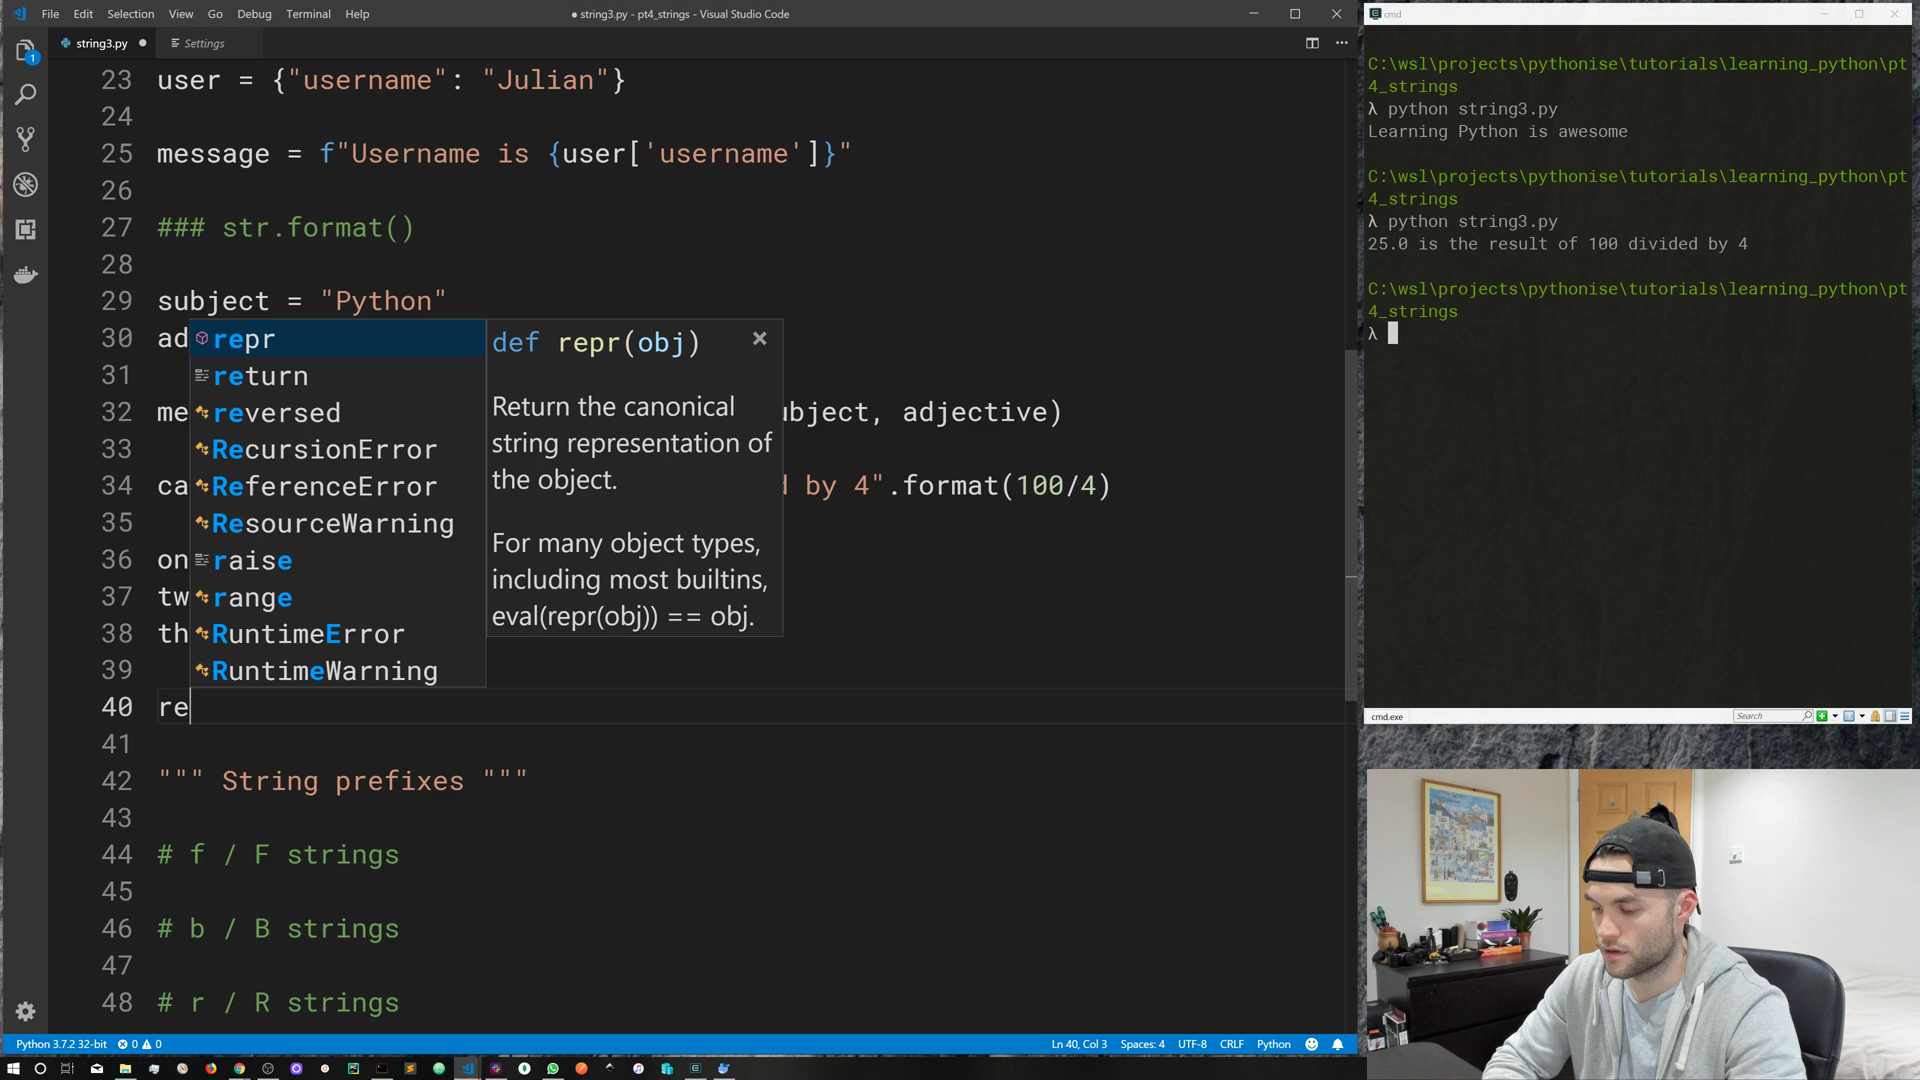 File Edit Selection View Go Debug Terminal Help
● string3.py - pt4_strings - Visual Studio Code
string3.py
Settings
23 user = {"username": "Julian"}
24
25 message = f"Username is {user['username']}"
26
27 ### str.format()
28
29 subject = "Python"
30 ad
31
32 me ubject, adjective)
33
34 ca d by 4".format(100/4)
35
36 on
37 tw
38 th
39
40 re
41
42 """ String prefixes """
43
44 # f / F strings
45
46 # b / B strings
47
48 # r / R strings
repr
return
reversed
RecursionError
ReferenceError
ResourceWarning
raise
range
RuntimeError
RuntimeWarning
def repr(obj)
Return the canonical
string representation of
the object.
For many object types,
including most builtins,
eval(repr(obj)) == obj.
1
Python 3.7.2 32-bit 0 0
Ln 40, Col 3 Spaces: 4 UTF-8 CRLF Python
cmd
C:\wsl\projects\pythonise\tutorials\learning_python\pt
4_strings
λ python string3.py
Learning Python is awesome
C:\wsl\projects\pythonise\tutorials\learning_python\pt
4_strings
λ python string3.py
25.0 is the result of 100 divided by 4
C:\wsl\projects\pythonise\tutorials\learning_python\pt
4_strings
λ
cmd.exe
Search